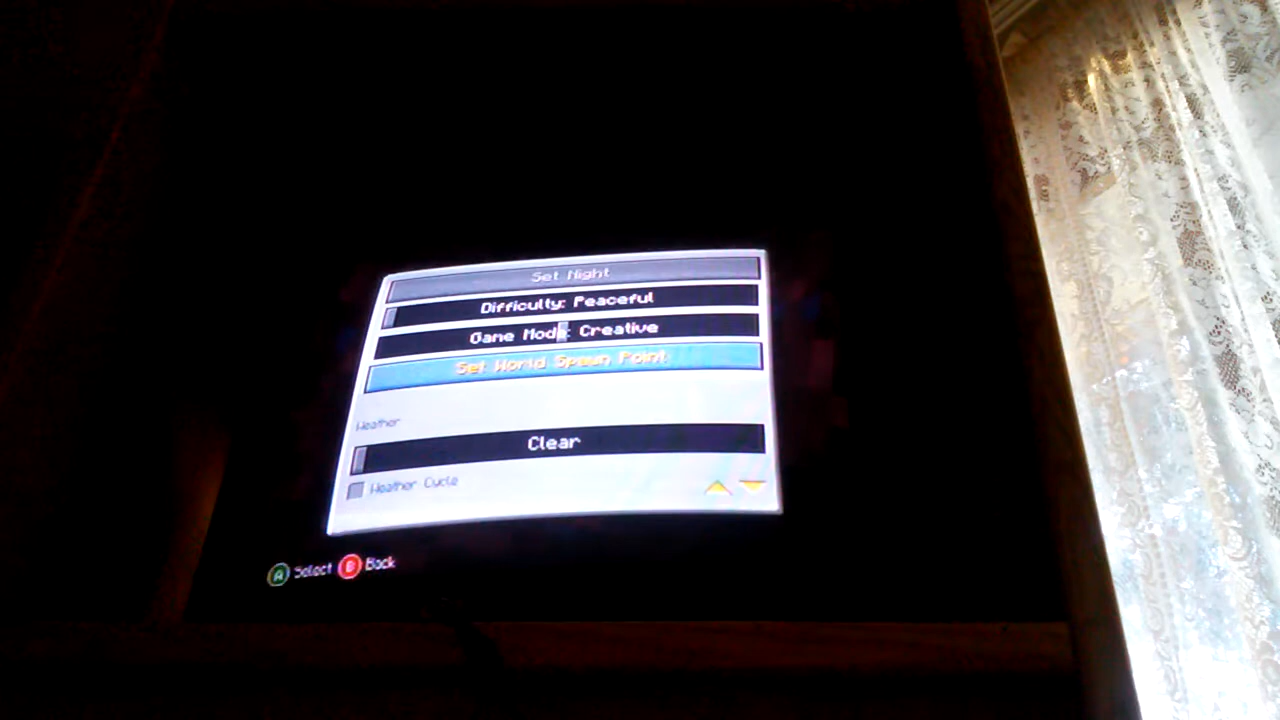 Set Night
Difficulty: Peaceful
Game Mode: Creative
Set World Spawn Point
Weather
Clear
Weather Cycle
A Select B Back